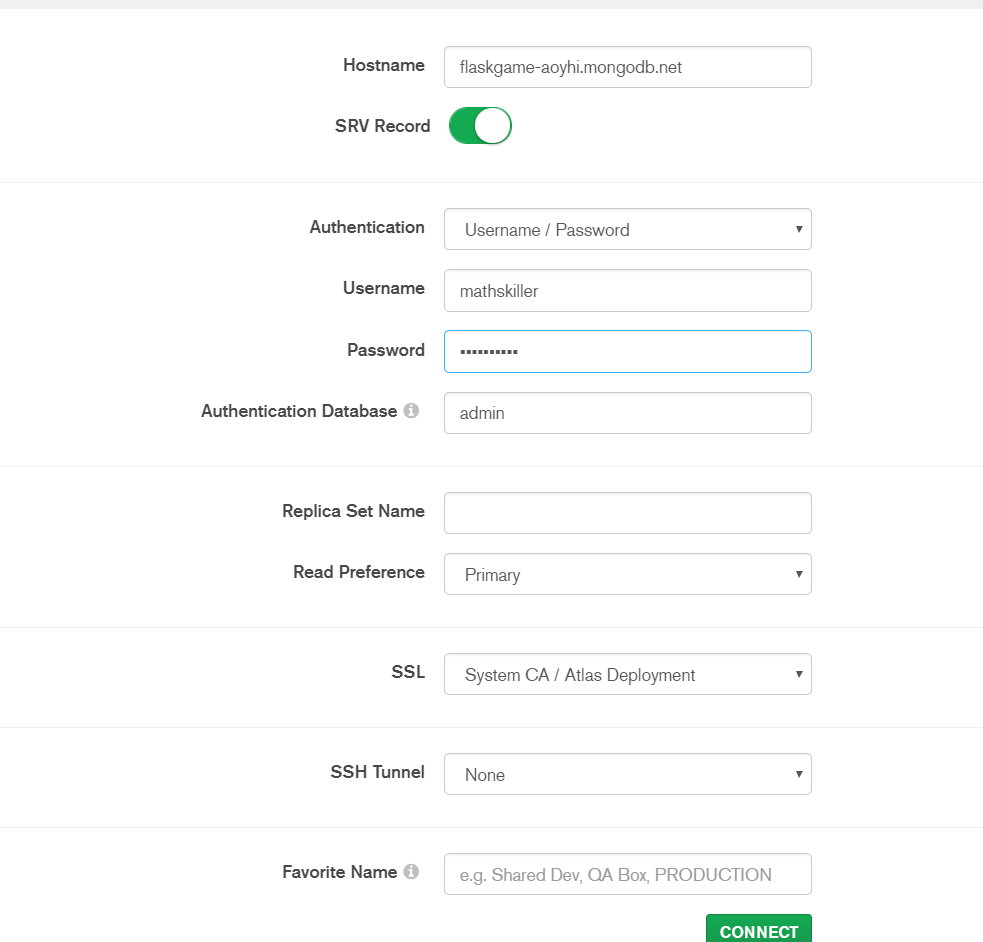 Hostname flaskgame-aoyhi.mongodb.net
SRV Record
Authentication Username / Password
Username mathskiller
Password ••••••••••
Authentication Database admin
Replica Set Name
Read Preference Primary
SSL System CA / Atlas Deployment
SSH Tunnel None
Favorite Name e.g. Shared Dev, QA Box, PRODUCTION
CONNECT